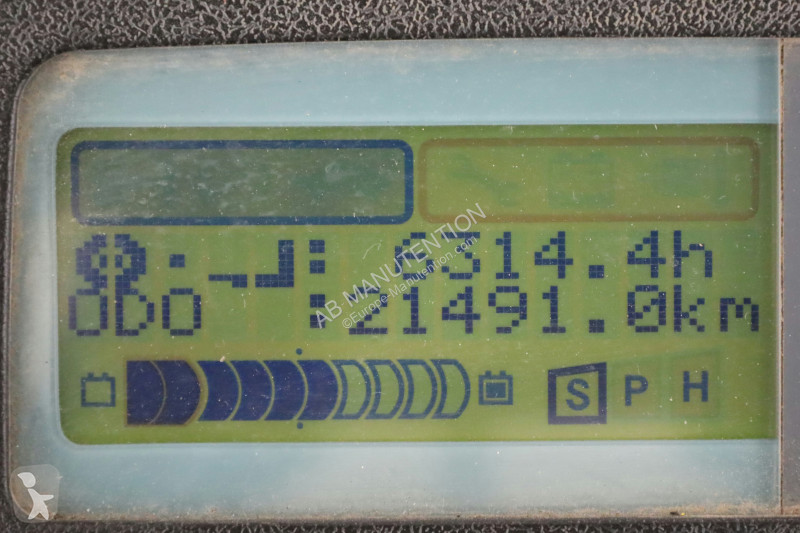 : 6314.4h
ODO :21491.0km
S P H
AB MANUTENTION
©Europe-Manutention.com